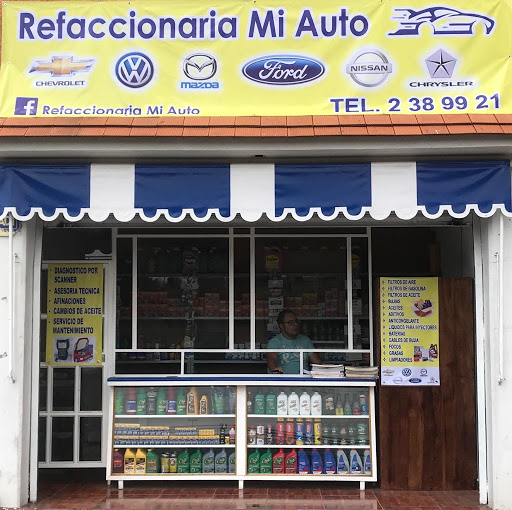 Refaccionaria Mi Auto
CHEVROLET
mazda
Ford
NISSAN
CHRYSLER
f Refaccionaria Mi Auto
TEL. 2 38 99 21
DIAGNOSTICO POR
SCANNER
ASESORIA TECNICA
AFINACIONES
CAMBIOS DE ACEITE
SERVICIO DE
MANTENIMIENTO
FILTROS DE AIRE
FILTROS DE GASOLINA
FILTROS DE ACEITE
BUJIAS
ACEITES
ADITIVOS
ANTICONGELANTE
LIQUIDOS PARA INYECTORES
BATERIAS
CABLES DE BUJIA
FOCOS
GRASAS
LIMPIADORES